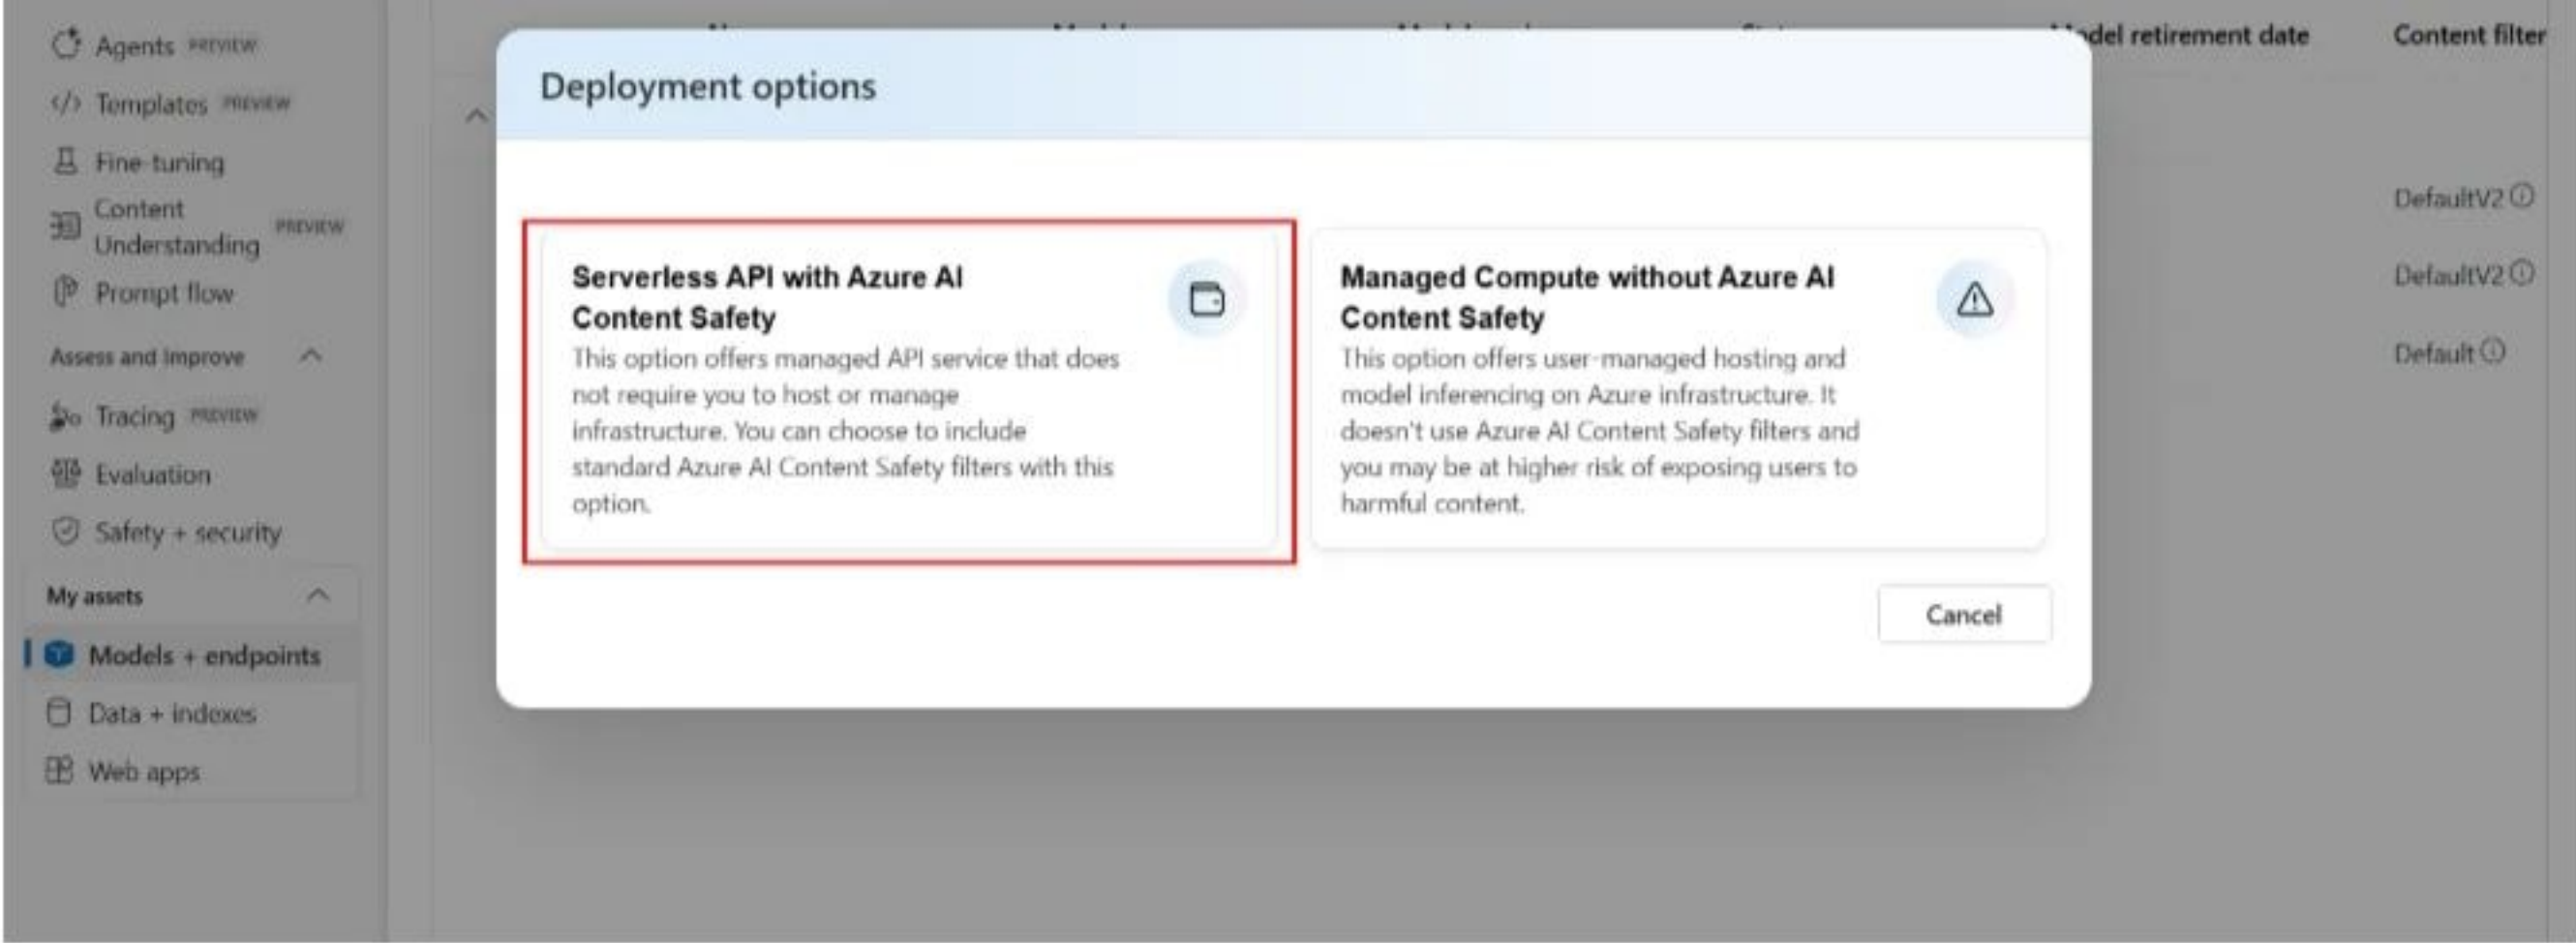 Agents PREVIEW
Templates PREVIEW
Fine-tuning
Content
Understanding PREVIEW
Prompt flow
Assess and improve
Tracing PREVIEW
Evaluation
Safety + security
My assets
Models + endpoints
Data + indexes
Web apps
retirement date
Content filter
Deployment options
Serverless API with Azure AI
Content Safety
This option offers managed API service that does
not require you to host or manage
infrastructure. You can choose to include
standard Azure AI Content Safety filters with this
option.
Managed Compute without Azure AI
Content Safety
This option offers user-managed hosting and
model inferencing on Azure infrastructure. It
doesn't use Azure AI Content Safety filters and
you may be at higher risk of exposing users to
harmful content.
Cancel
DefaultV2
DefaultV2
Default